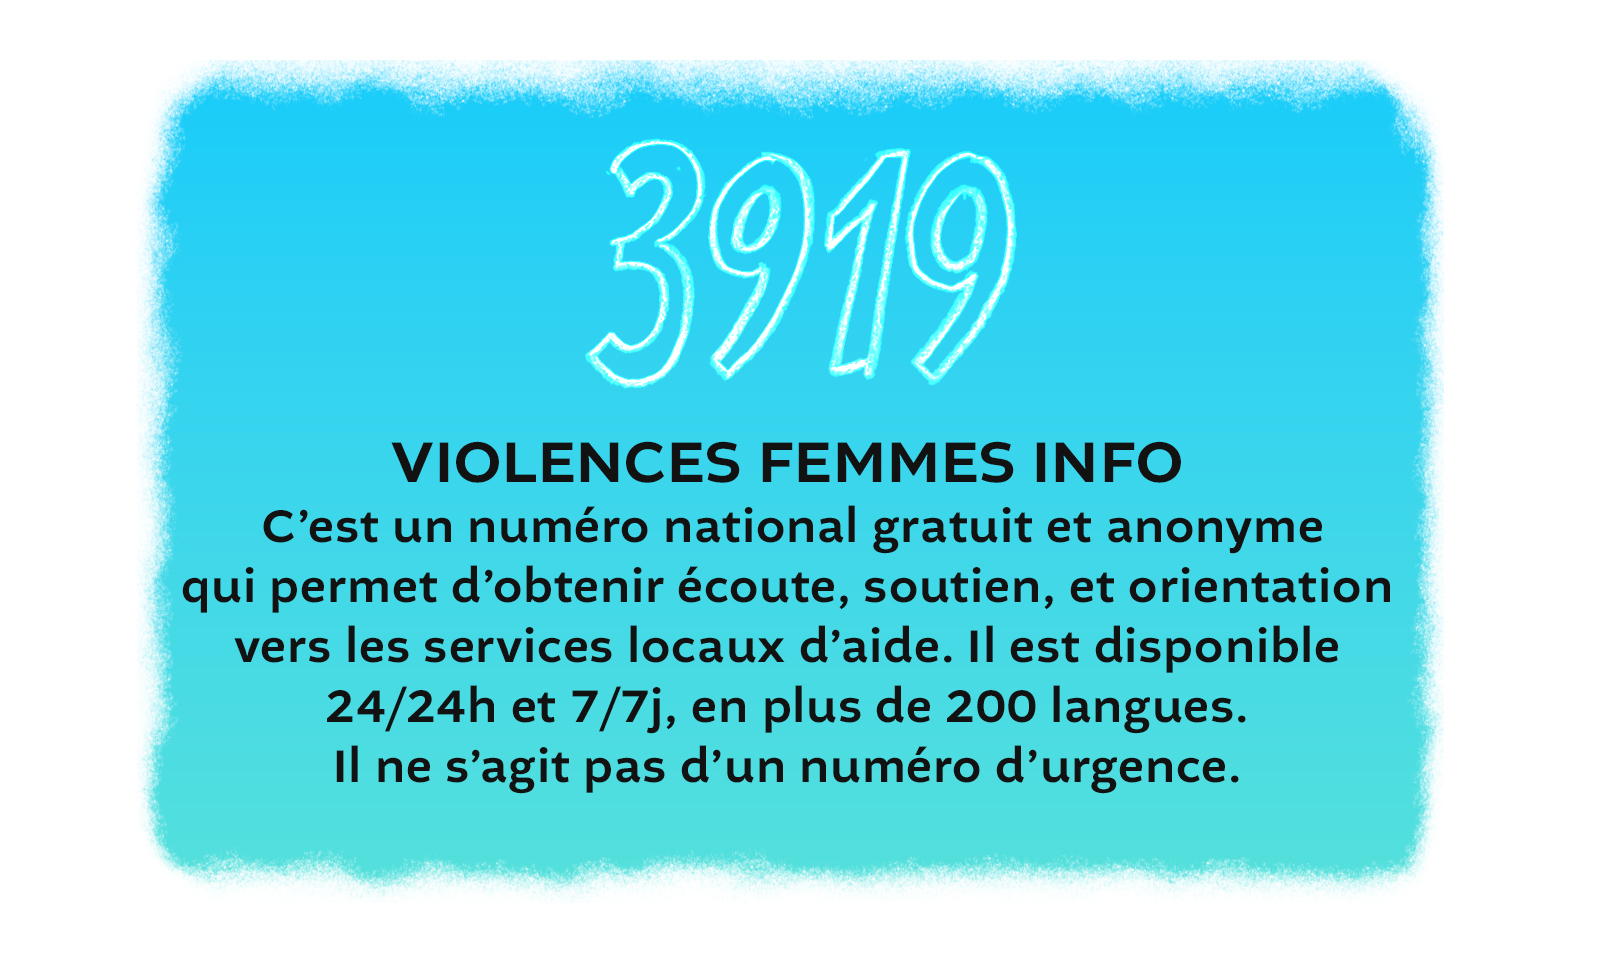 3919
VIOLENCES FEMMES INFO
C’est un numéro national gratuit et anonyme
qui permet d’obtenir écoute, soutien, et orientation
vers les services locaux d’aide. Il est disponible
24/24h et 7/7j, en plus de 200 langues.
Il ne s’agit pas d’un numéro d’urgence.